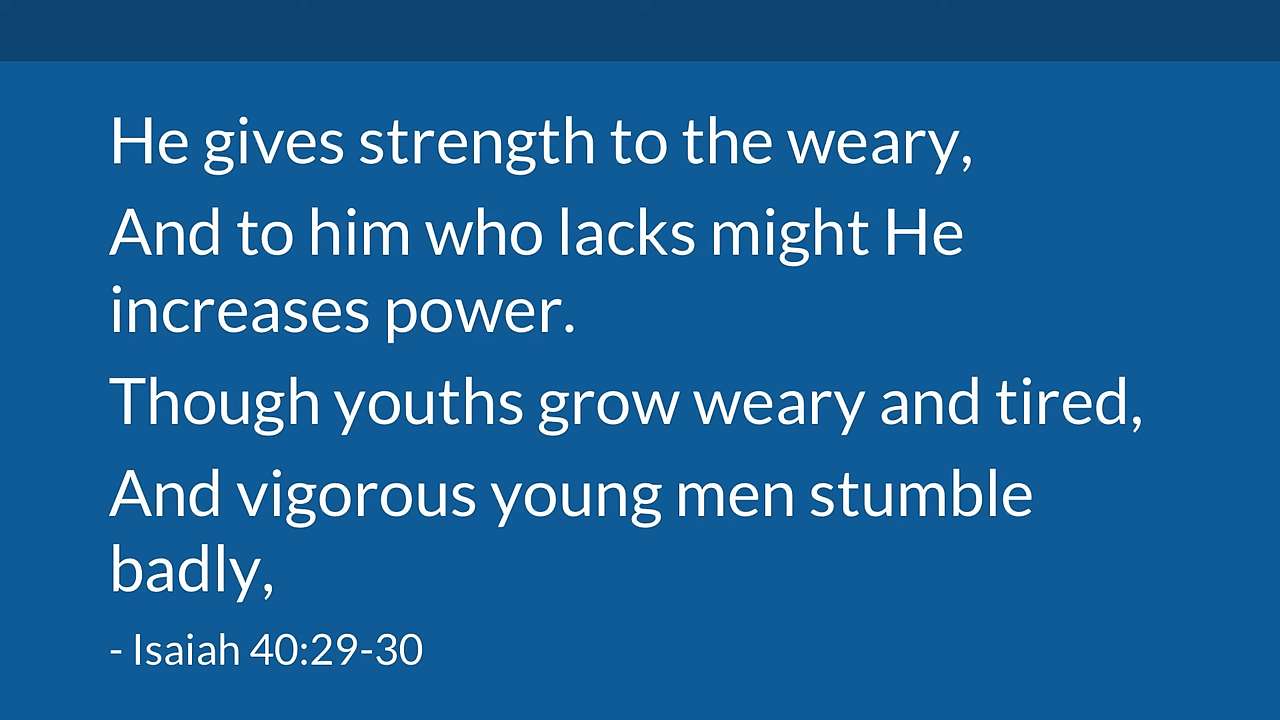 He gives strength to the weary,
And to him who lacks might He
increases power.
Though youths grow weary and tired,
And vigorous young men stumble
badly,
- Isaiah 40:29-30